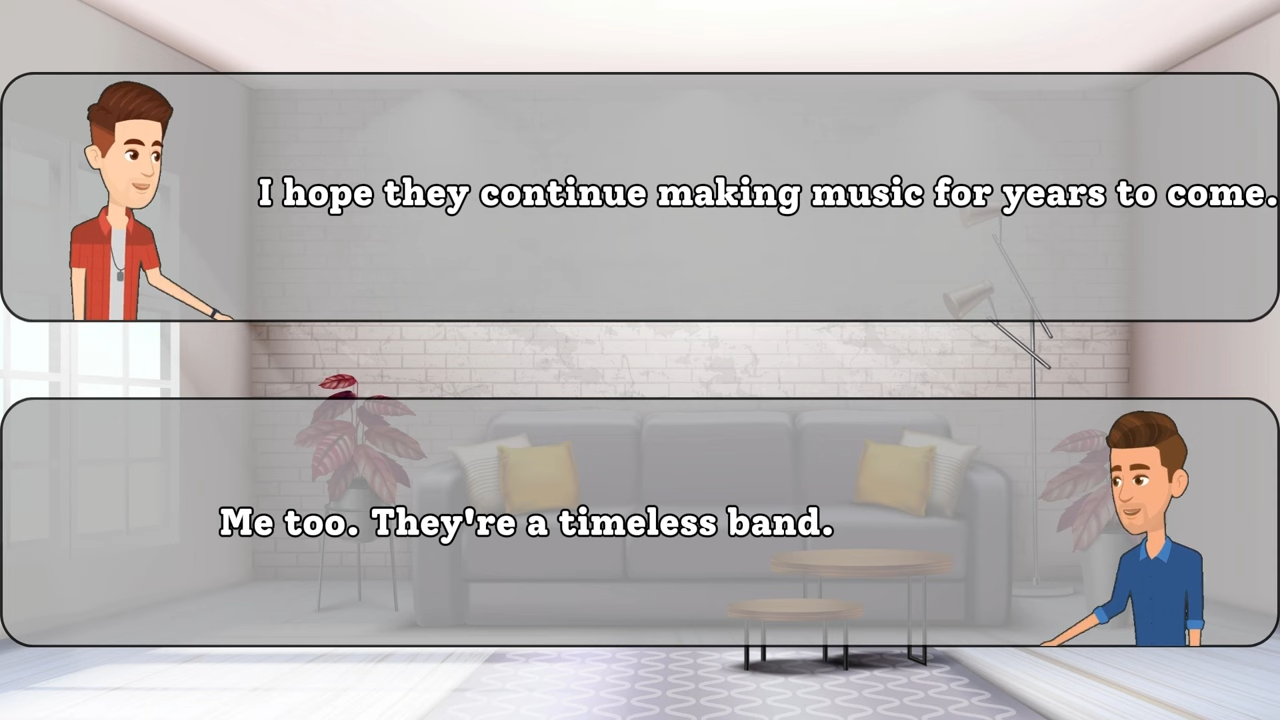 I hope they continue making music for years to come.
Me too. They're a timeless band.